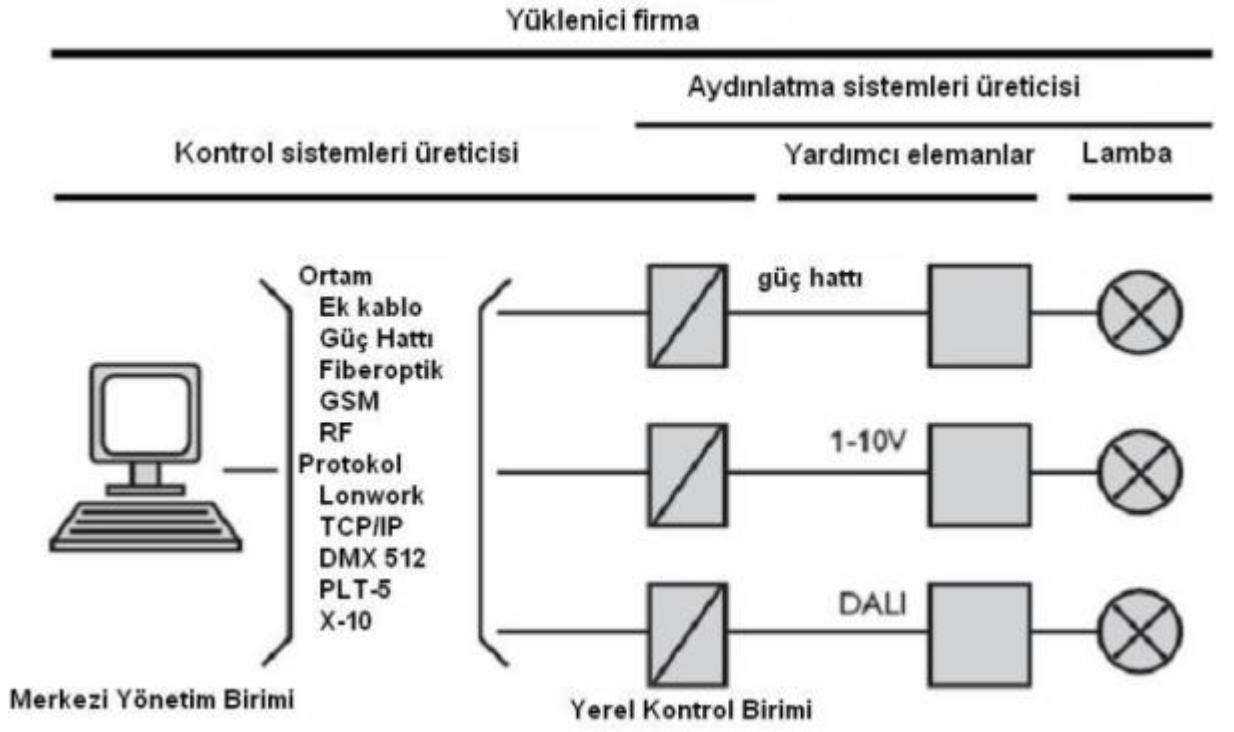 Yüklenici firma
Aydınlatma sistemleri üreticisi
Kontrol sistemleri üreticisi
Yardımcı elemanlar
Lamba
Ortam
Ek kablo
Güç Hattı
Fiberoptik
GSM
RF
Protokol
Lonwork
TCP/IP
DMX 512
PLT-5
X-10
güç hattı
1-10V
DALI
Merkezi Yönetim Birimi
Yerel Kontrol Birimi